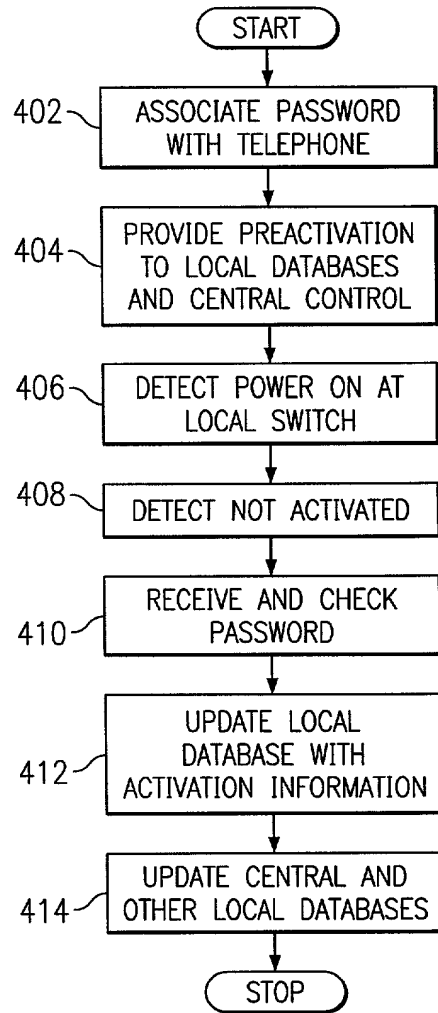 START
402
ASSOCIATE PASSWORD
WITH TELEPHONE
404
PROVIDE PREACTIVATION
TO LOCAL DATABASES
AND CENTRAL CONTROL
406
DETECT POWER ON AT
LOCAL SWITCH
408
DETECT NOT ACTIVATED
410
RECEIVE AND CHECK
PASSWORD
412
UPDATE LOCAL
DATABASE WITH
ACTIVATION INFORMATION
414
UPDATE CENTRAL AND
OTHER LOCAL DATABASES
STOP